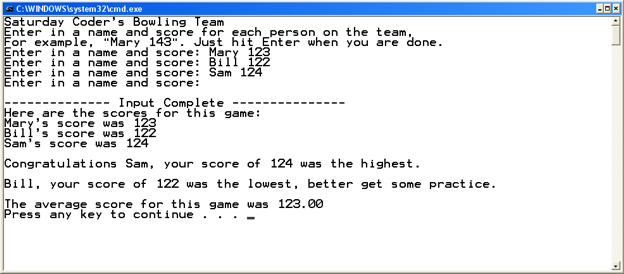 C:\WINDOWS\system32\cmd.exe
Saturday Coder's Bowling Team
Enter in a name and score for each person on the team,
For example, "Mary 143". Just hit Enter when you are done.
Enter in a name and score: Mary 123
Enter in a name and score: Bill 122
Enter in a name and score: Sam 124
Enter in a name and score:
-------------- Input Complete ---------------
Here are the scores for this game:
Mary's score was 123
Bill's score was 122
Sam's score was 124
Congratulations Sam, your score of 124 was the highest.
Bill, your score of 122 was the lowest, better get some practice.
The average score for this game was 123.00
Press any key to continue . . . _